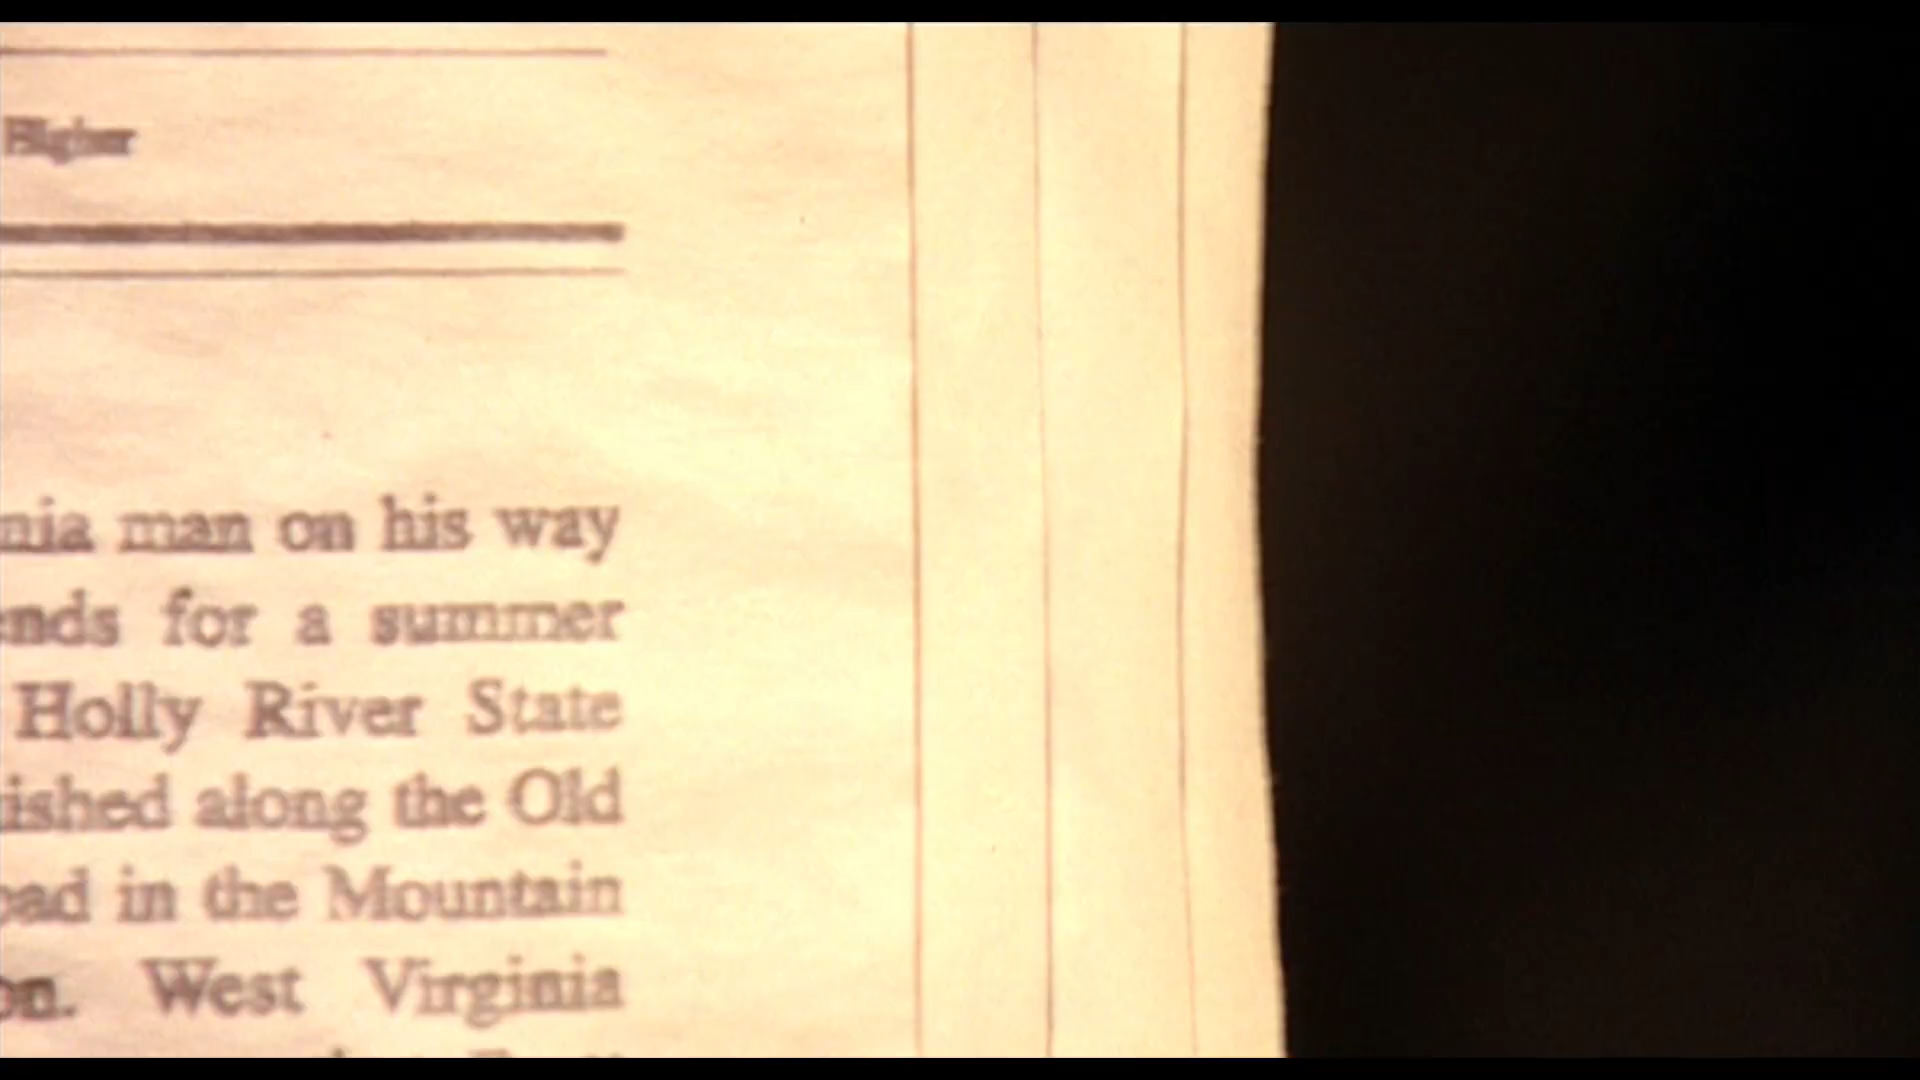 Higher
nia man on his way
ends for a summer
Holly River State
ished along the Old
oad in the Mountain
on. West Virginia